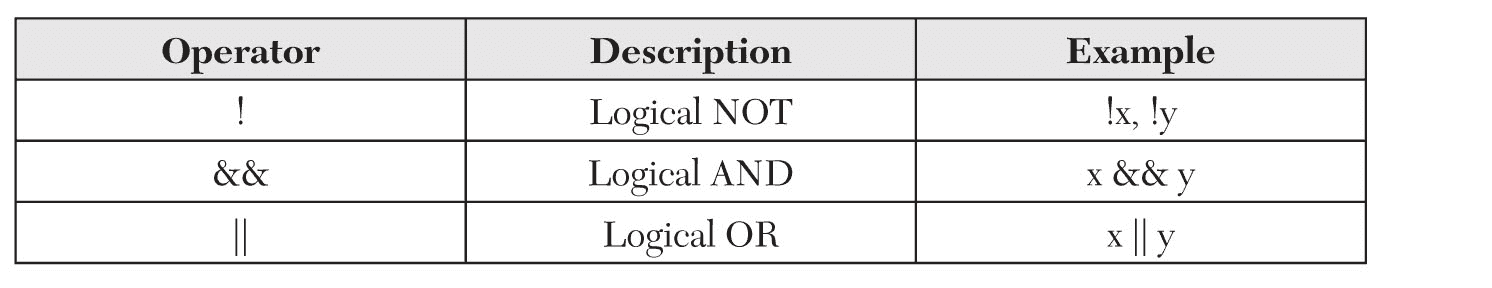 Operator Description Example
! Logical NOT !x, !y
&& Logical AND x && y
|| Logical OR x || y